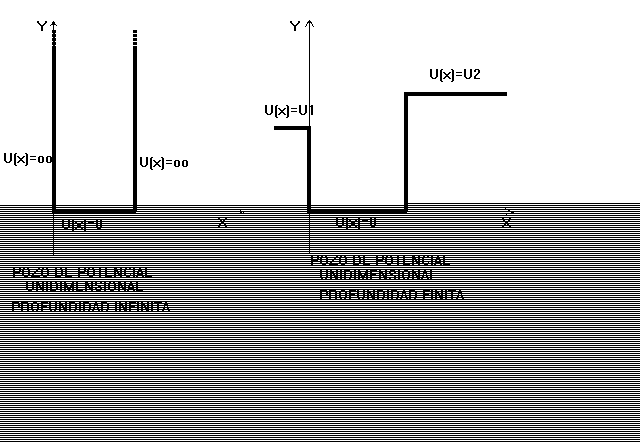 Y
U(x)=oo
U(x)=oo
U(x)=0
X
POZO DE POTENCIAL
UNIDIMENSIONAL
PROFUNDIDAD INFINITA
Y
U(x)=U2
U(x)=U1
U(x)=0
X
POZO DE POTENCIAL
UNIDIMENSIONAL
PROFUNDIDAD FINITA